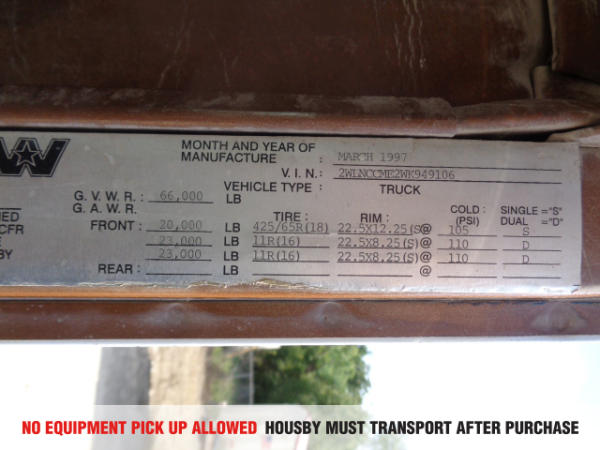 W
MONTH AND YEAR OF
MANUFACTURE : MARCH 1997
V. I. N.: 2WLNCCME2WK949106
VEHICLE TYPE : TRUCK
G. V. W. R. : 66,000 LB
G. A. W. R. TIRE : RIM : COLD : (PSI) SINGLE ="S" DUAL ="D"
FRONT : 20,000 LB 425/65R(18) 22.5X12.25(S)@ 105 S
23,000 LB 11R(16) 22.5X8.25(S)@ 110 D
23,000 LB 11R(16) 22.5X8.25(S)@ 110 D
REAR : LB @
NED
CFR
E
BY
NO EQUIPMENT PICK UP ALLOWED HOUSBY MUST TRANSPORT AFTER PURCHASE